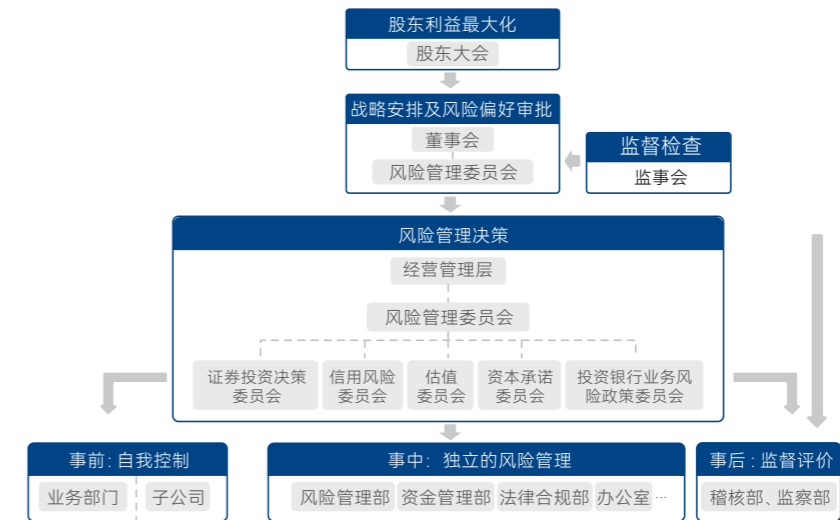 股东利益最大化
股东大会
战略安排及风险偏好审批
董事会
风险管理委员会
监督检查
监事会
风险管理决策
经营管理层
风险管理委员会
证券投资决策
委员会
信用风险
委员会
估值
委员会
资本承诺
委员会
投资银行业务风
险政策委员会
事前:自我控制
业务部门 子公司
事中: 独立的风险管理
风险管理部 资金管理部 法律合规部 办公室 ...
事后:监督评价
稽核部、监察部